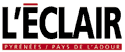 L'ÉCLAIR
PYRÉNÉES / PAYS DE L'ADOUR